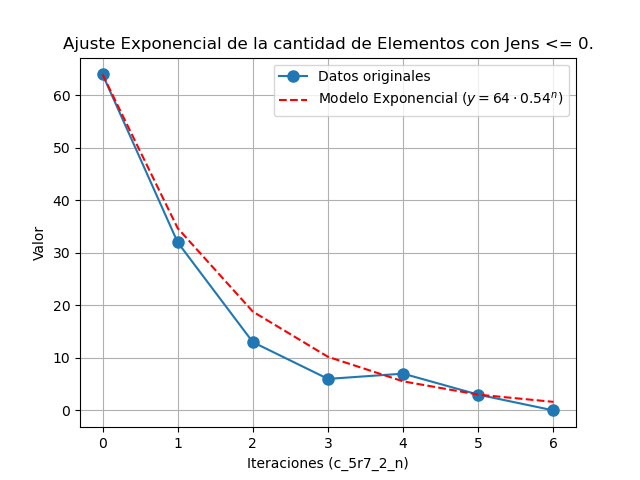 Ajuste Exponencial de la cantidad de Elementos con Jens <= 0.
Datos originales
Modelo Exponencial (y = 64 · 0.54ⁿ)
Valor
60
50
40
30
20
10
0
0 1 2 3 4 5 6
Iteraciones (c_5r7_2_n)